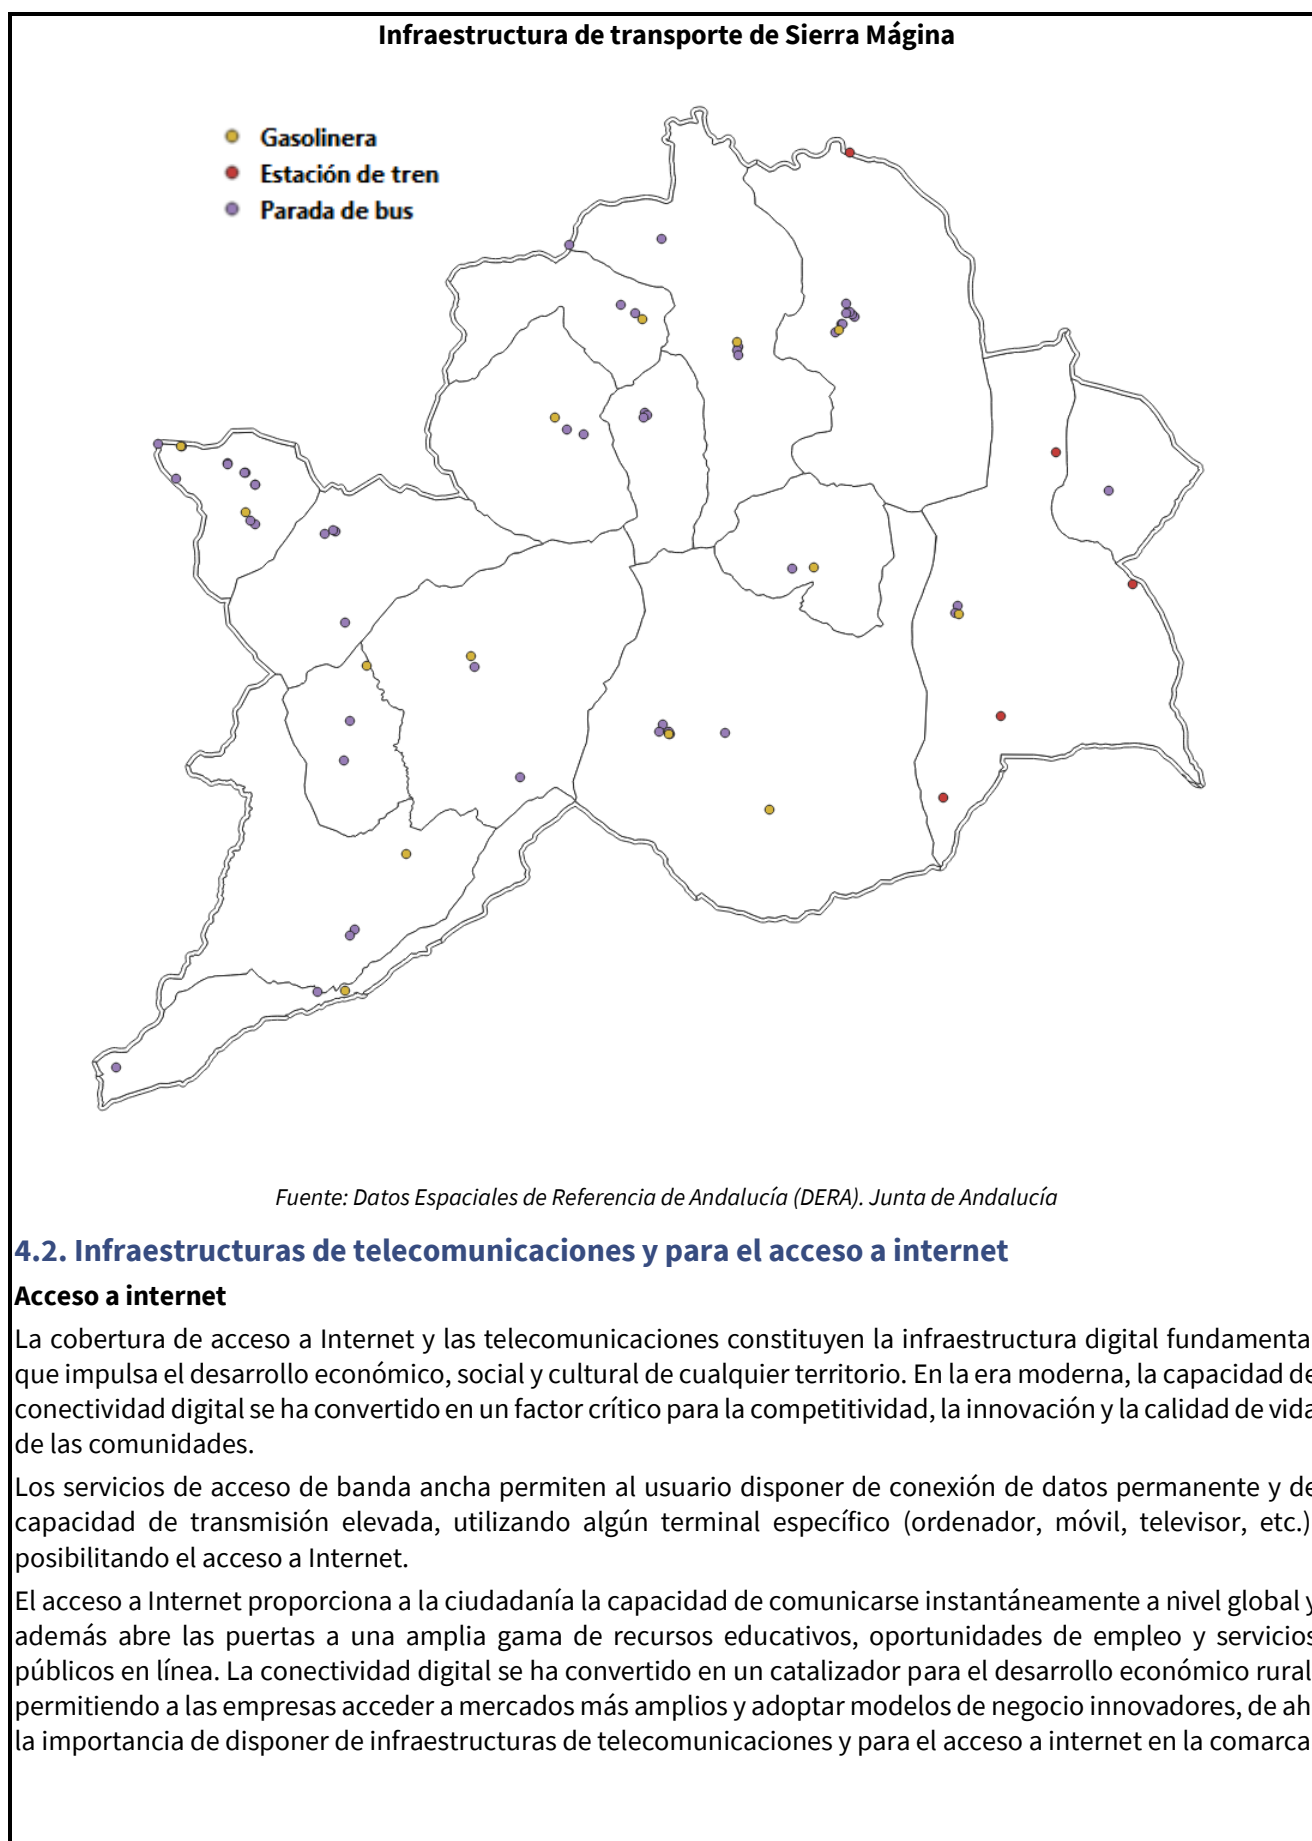 Infraestructura de transporte de Sierra Mágina
Gasolinera
Estación de tren
Parada de bus
Fuente: Datos Espaciales de Referencia de Andalucía (DERA). Junta de Andalucía
4.2. Infraestructuras de telecomunicaciones y para el acceso a internet
Acceso a internet
La cobertura de acceso a Internet y las telecomunicaciones constituyen la infraestructura digital fundamenta
que impulsa el desarrollo económico, social y cultural de cualquier territorio. En la era moderna, la capacidad de
conectividad digital se ha convertido en un factor crítico para la competitividad, la innovación y la calidad de vida
de las comunidades.
Los servicios de acceso de banda ancha permiten al usuario disponer de conexión de datos permanente y de
capacidad de transmisión elevada, utilizando algún terminal específico (ordenador, móvil, televisor, etc.)
posibilitando el acceso a Internet.
El acceso a Internet proporciona a la ciudadanía la capacidad de comunicarse instantáneamente a nivel global y
además abre las puertas a una amplia gama de recursos educativos, oportunidades de empleo y servicios
públicos en línea. La conectividad digital se ha convertido en un catalizador para el desarrollo económico rural
permitiendo a las empresas acceder a mercados más amplios y adoptar modelos de negocio innovadores, de ah
la importancia de disponer de infraestructuras de telecomunicaciones y para el acceso a internet en la comarca